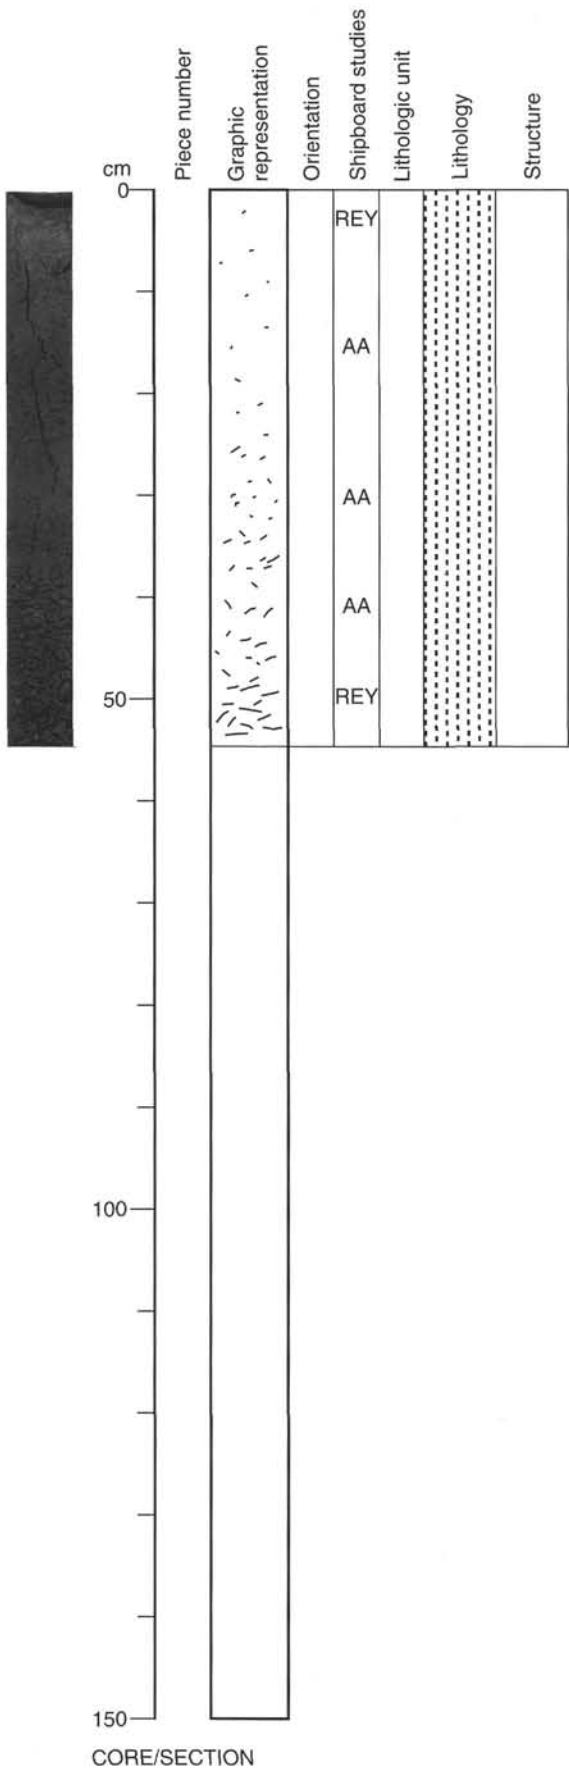 cm
Piece number
Graphic
representation
Orientation
Shipboard studies
Lithologic unit
Lithology
Structure
0
REY
AA
AA
AA
50
REY
100
150
CORE/SECTION